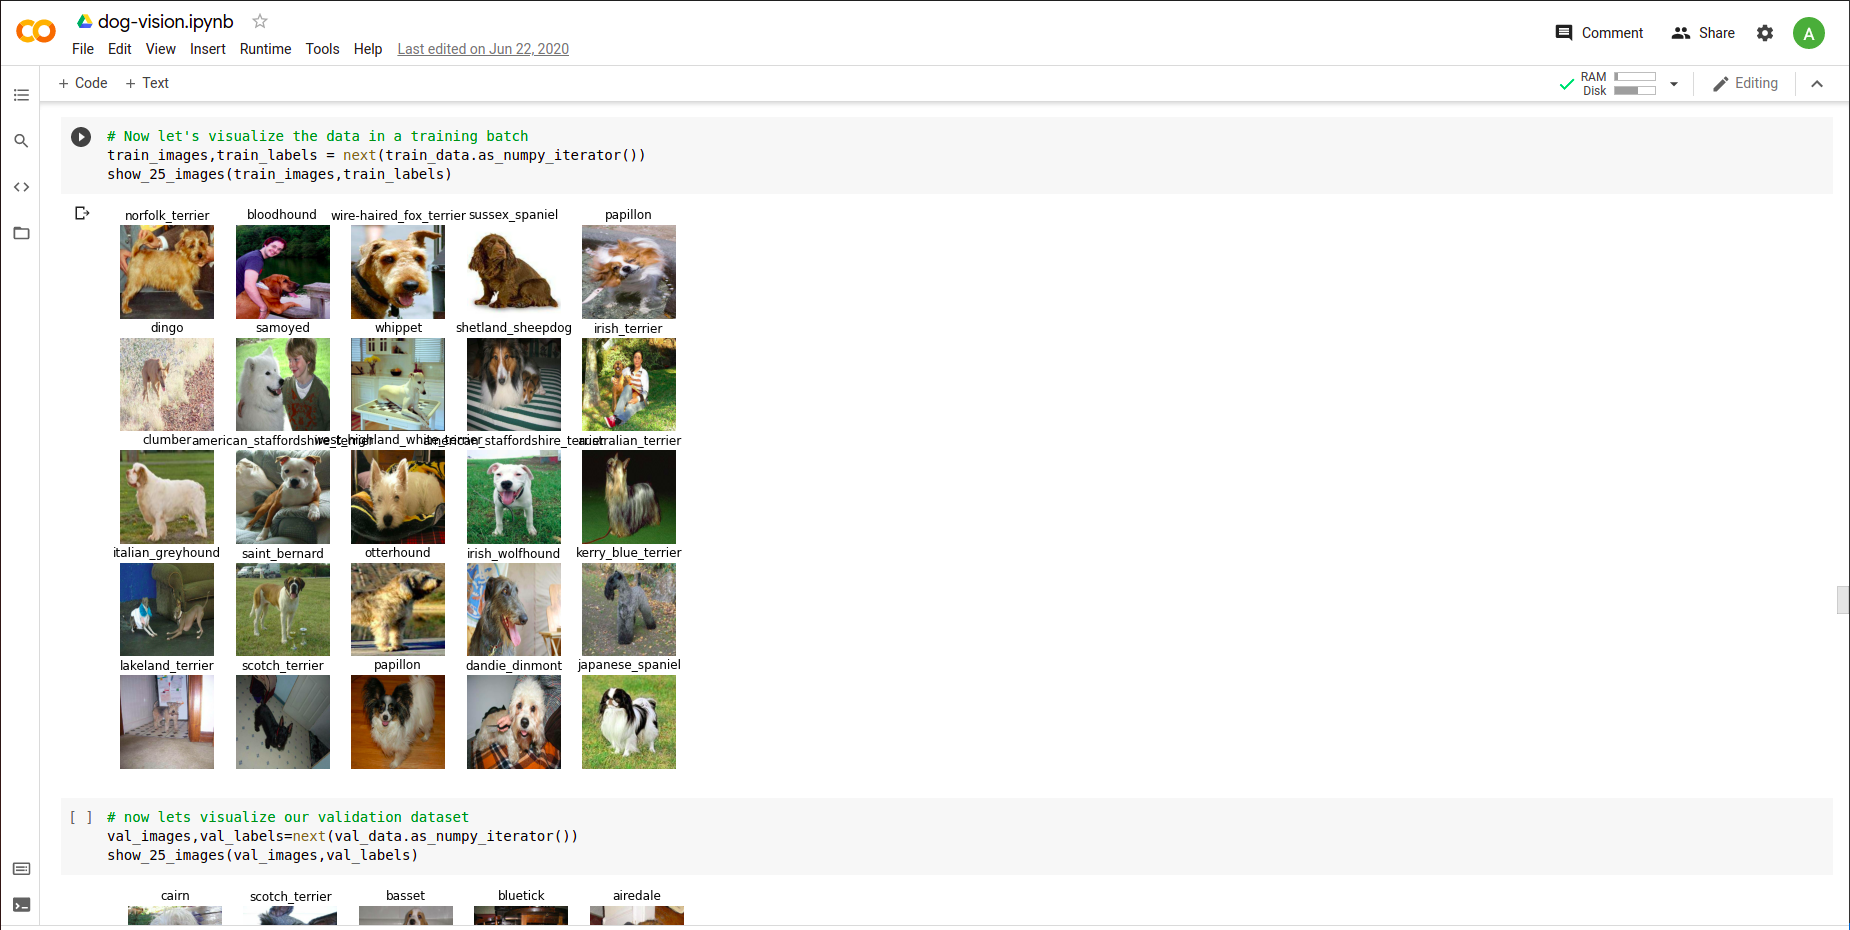 dog-vision.ipynb
File Edit View Insert Runtime Tools Help Last edited on Jun 22, 2020
Comment Share A
+ Code + Text
RAM
Disk
Editing
# Now let's visualize the data in a training batch
train_images,train_labels = next(train_data.as_numpy_iterator())
show_25_images(train_images,train_labels)
norfolk_terrier bloodhound wire-haired_fox_terrier sussex_spaniel papillon
dingo samoyed whippet shetland_sheepdog irish_terrier
clumber american_staffordshire_terrier west_highland_white_terrier american_staffordshire_terrier australian_terrier
italian_greyhound saint_bernard otterhound irish_wolfhound kerry_blue_terrier
lakeland_terrier scotch_terrier papillon dandie_dinmont japanese_spaniel
[ ] # now lets visualize our validation dataset
val_images,val_labels=next(val_data.as_numpy_iterator())
show_25_images(val_images,val_labels)
cairn scotch_terrier basset bluetick airedale